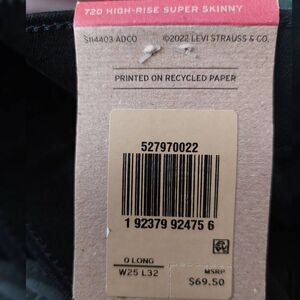 720 HIGH-RISE SUPER SKINNY
S114403 ADCO ©2022 LEVI STRAUSS & CO.
PRINTED ON RECYCLED PAPER
527970022
1 92379 92475 6
0 LONG
W25 L32
MSRP
$69.50